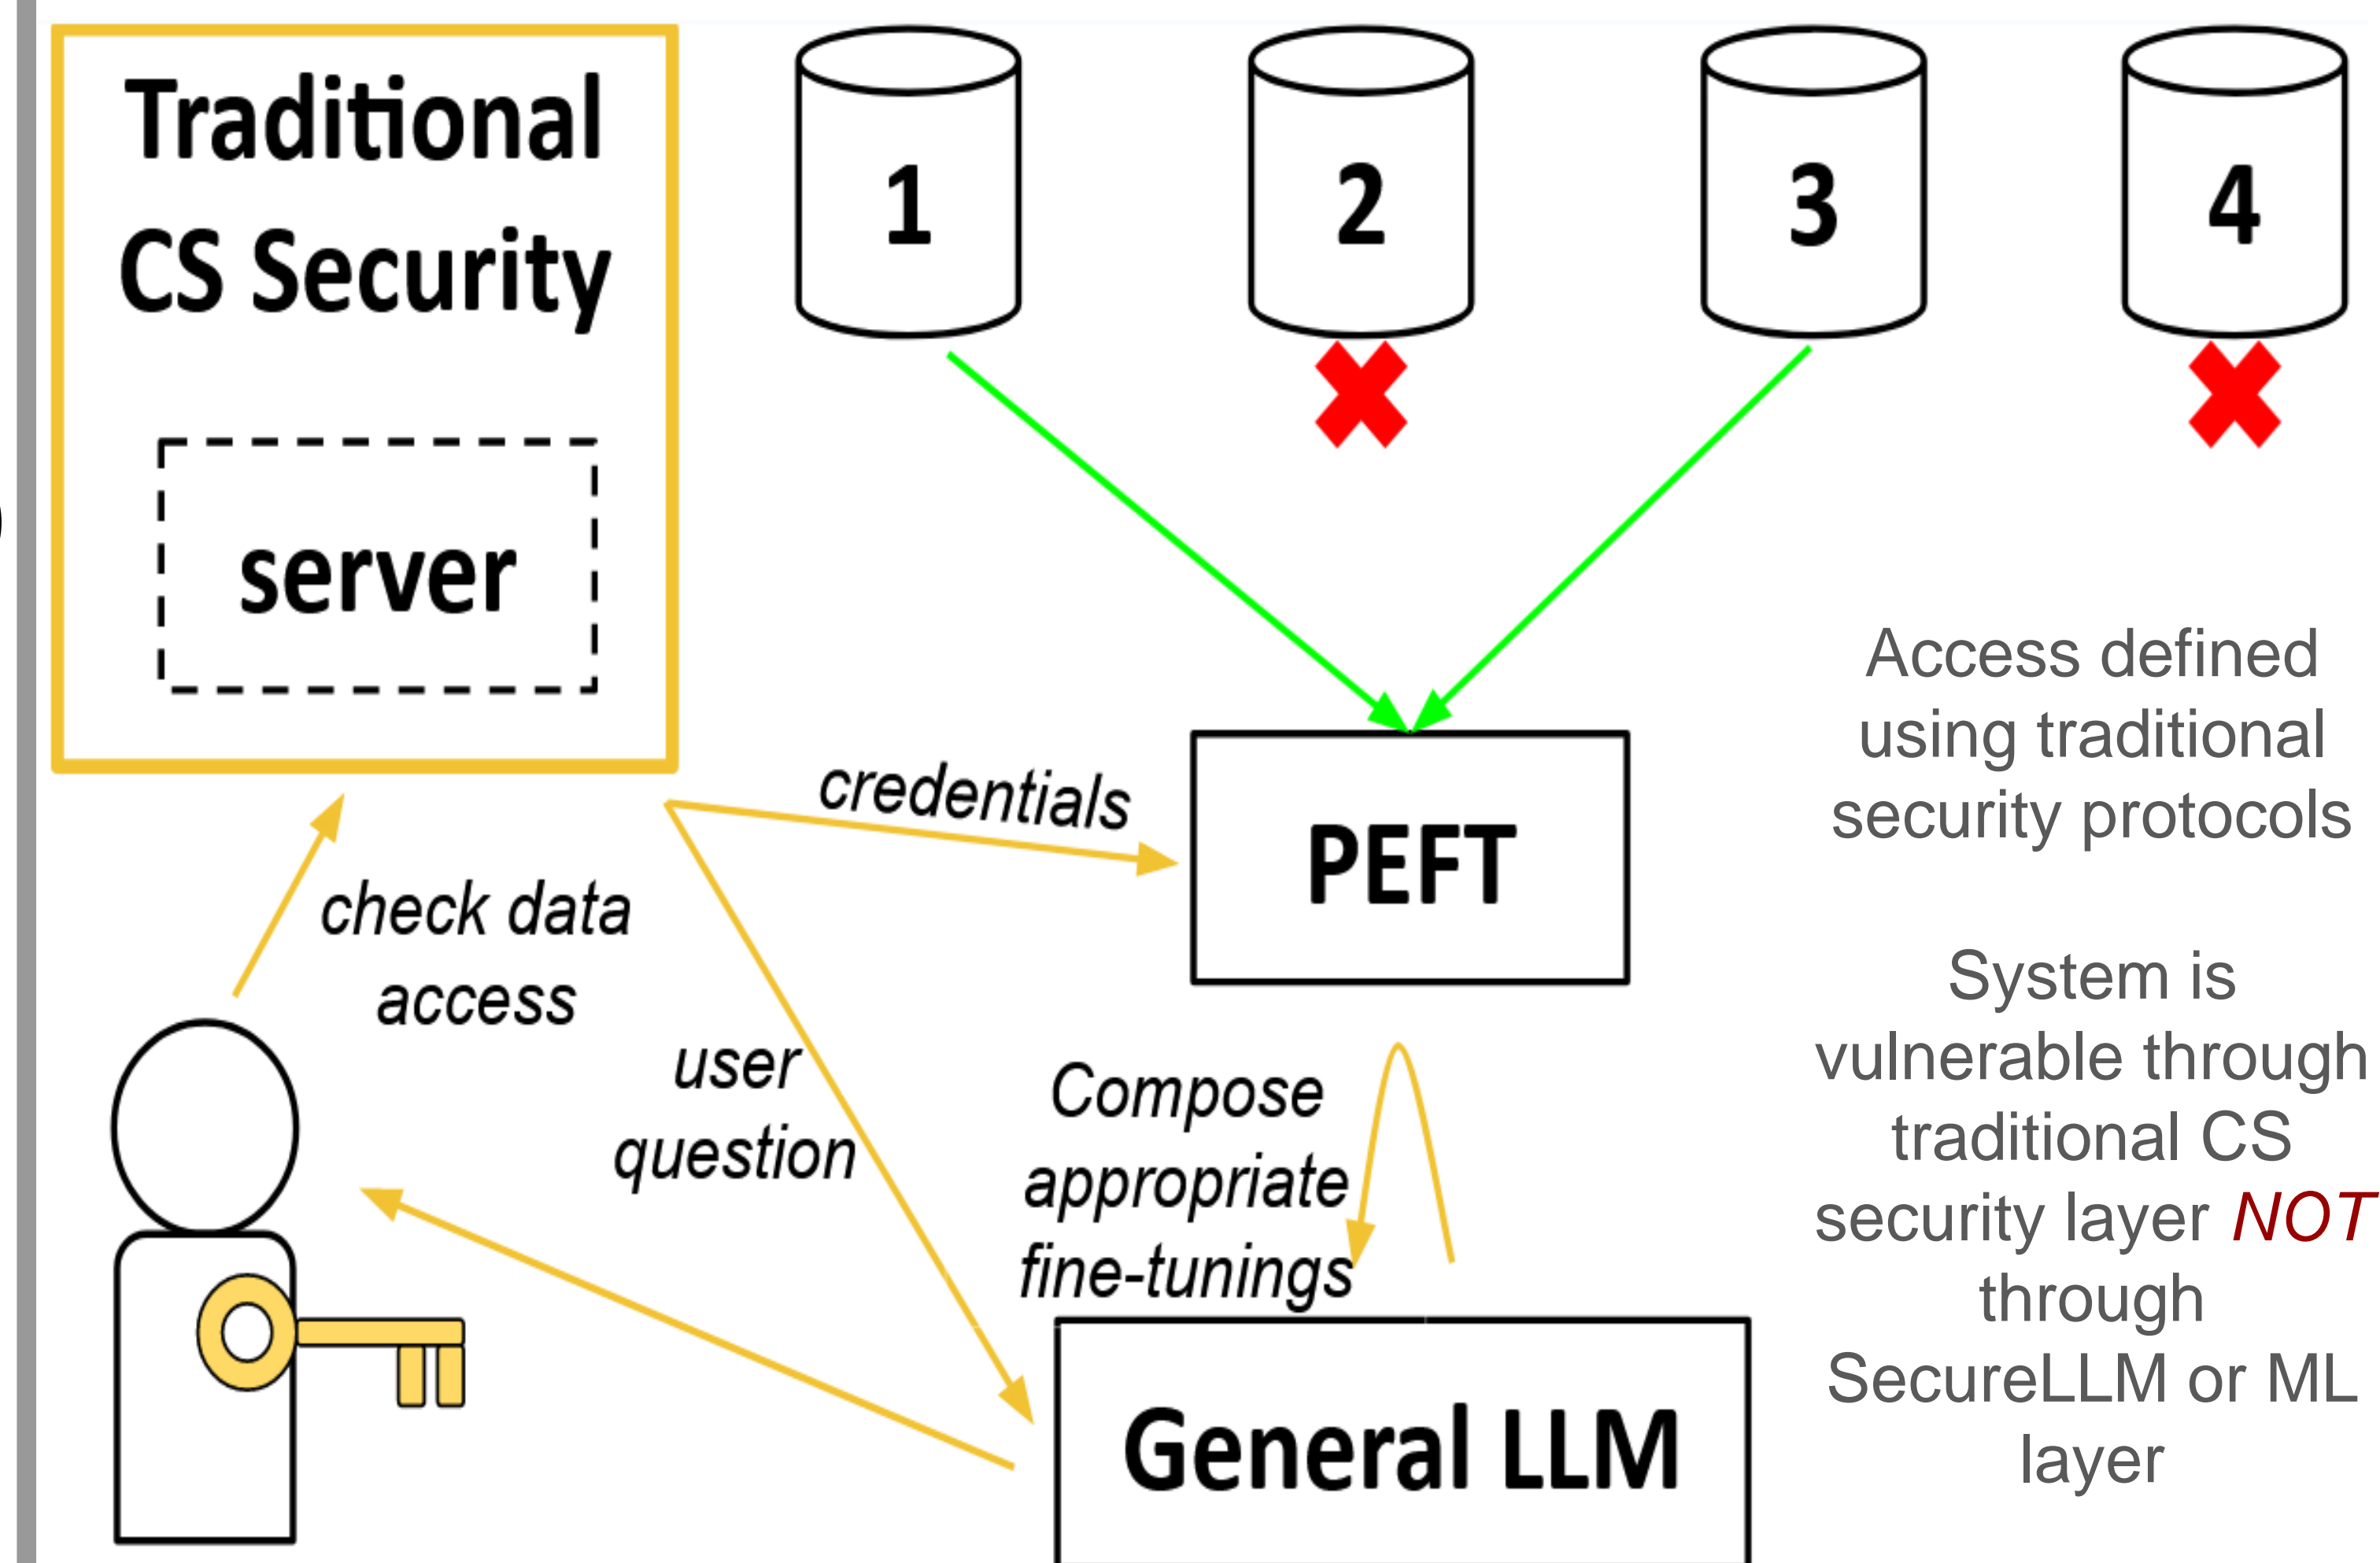 Traditional
CS Security
server
1
2
3
4
credentials
PEFT
check data
access
user
question
Compose
appropriate
fine-tunings
General LLM
Access defined
using traditional
security protocols
System is
vulnerable through
traditional CS
security layer NOT
through
SecureLLM or ML
layer